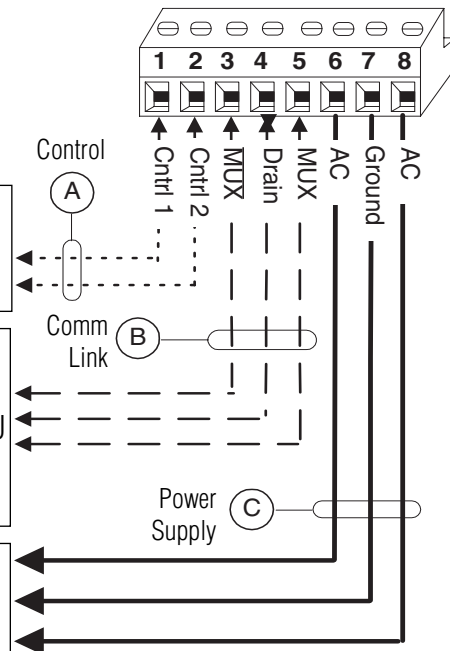 1 2 3 4 5 6 7 8
Cntrl 1
Cntrl 2
MUX
Drain
MUX
AC
Ground
AC
Control
A
Comm
Link
B
Power
Supply
C